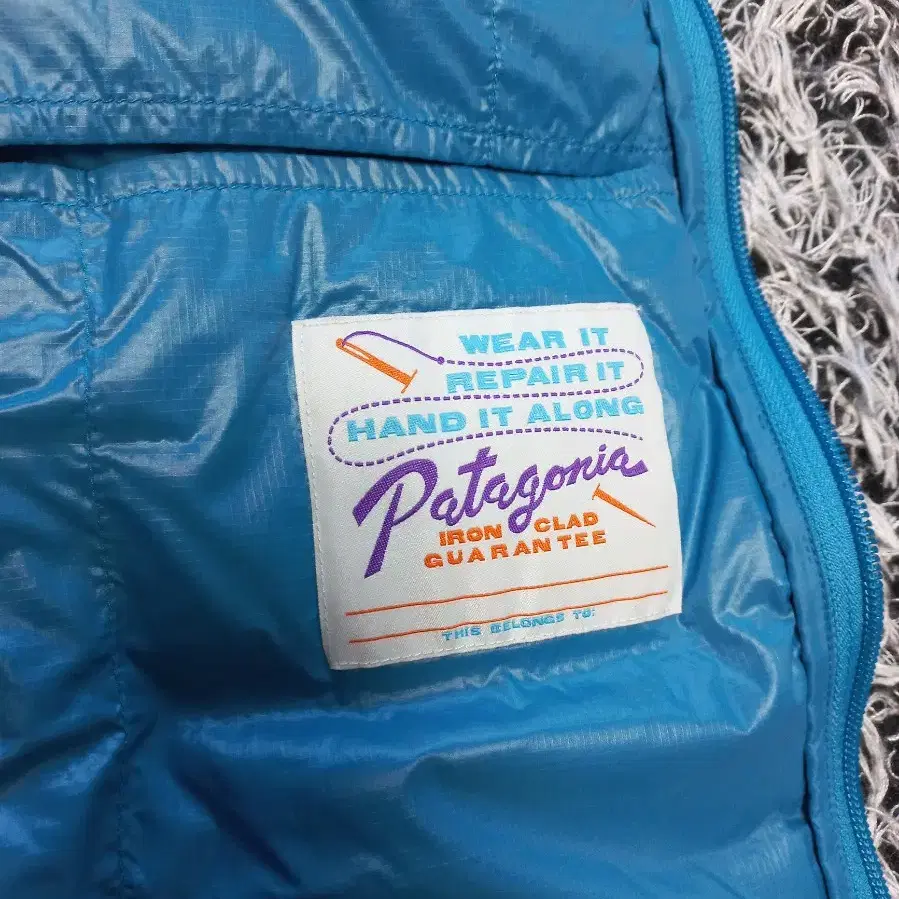 WEAR IT
REPAIR IT
HAND IT ALONG
Patagonia
IRON CLAD
GUARANTEE
THIS BELONGS TO: